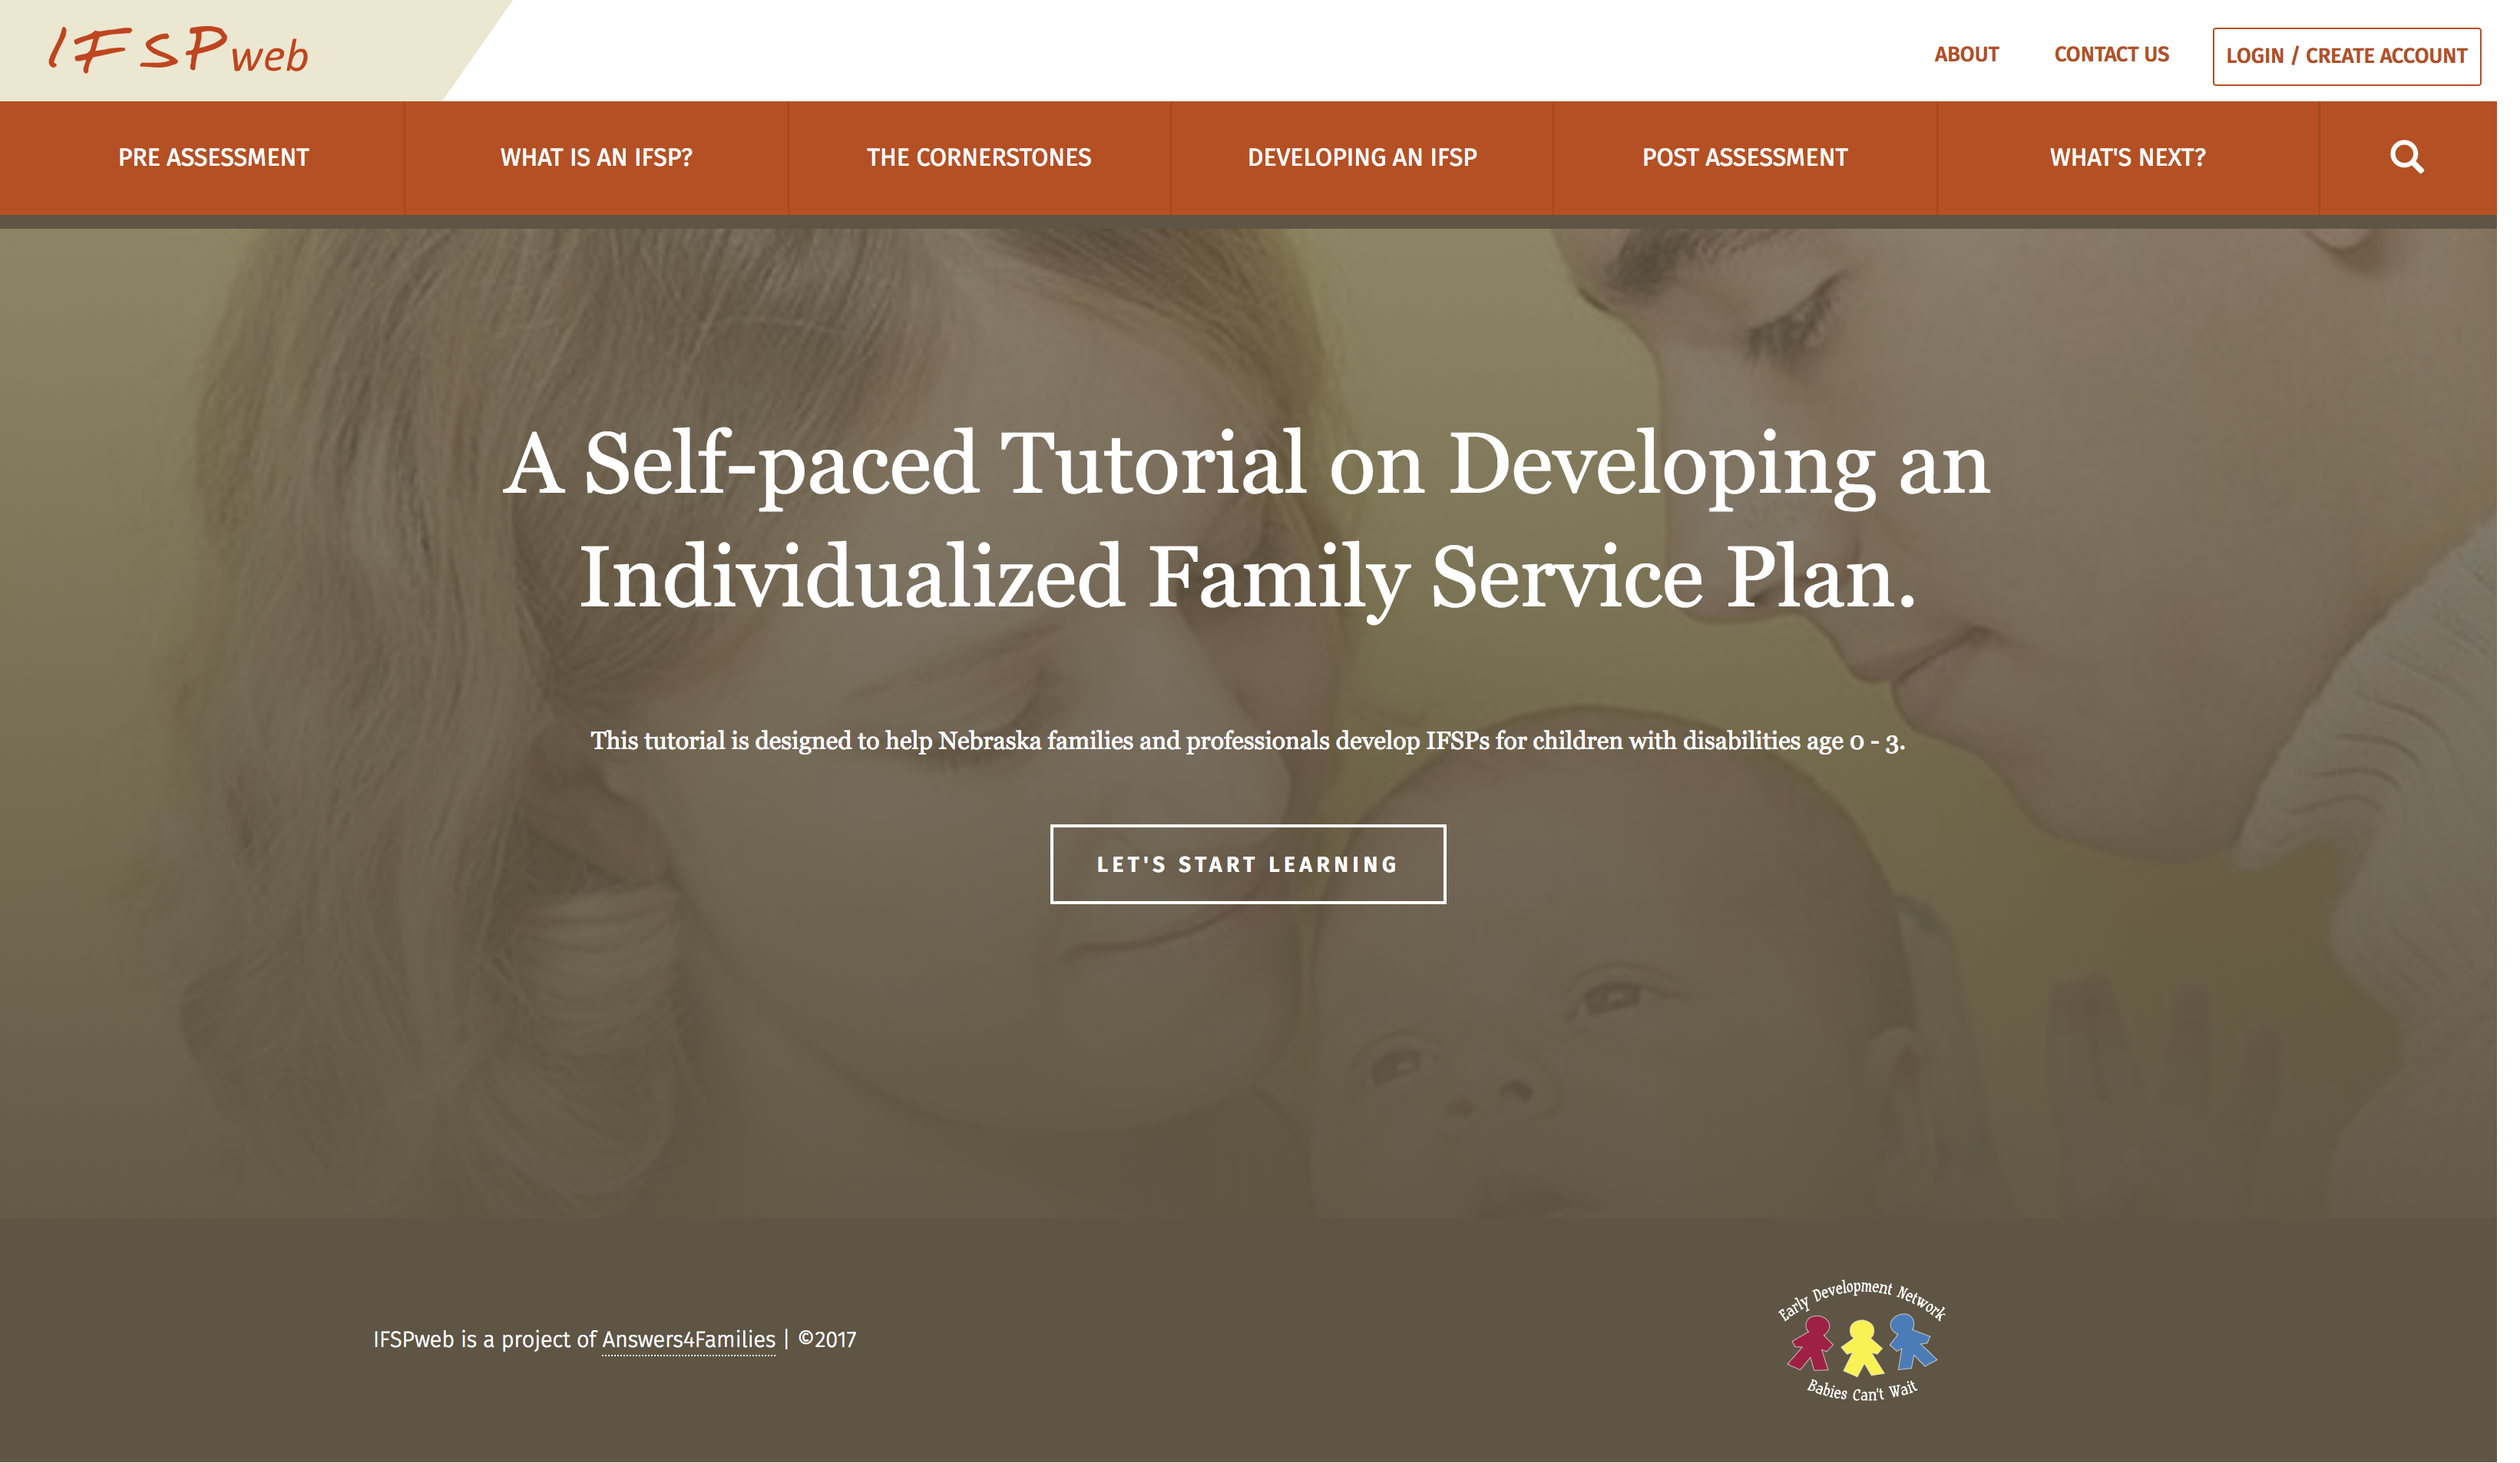 IFSPweb
ABOUT
CONTACT US
LOGIN / CREATE ACCOUNT
PRE ASSESSMENT
WHAT IS AN IFSP?
THE CORNERSTONES
DEVELOPING AN IFSP
POST ASSESSMENT
WHAT'S NEXT?
A Self-paced Tutorial on Developing an
Individualized Family Service Plan.
This tutorial is designed to help Nebraska families and professionals develop IFSPs for children with disabilities age 0 - 3.
LET'S START LEARNING
IFSPweb is a project of Answers4Families | ©2017
Early Development Network
Babies Can't Wait